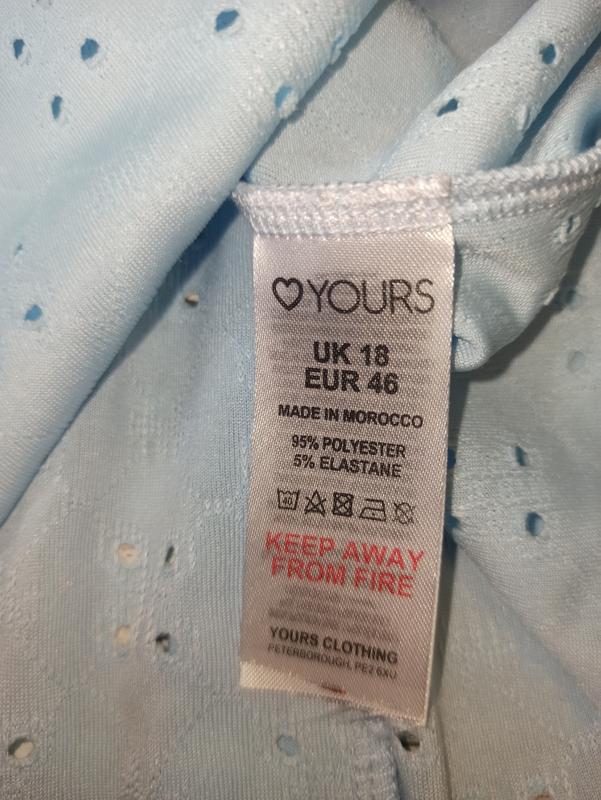 YOURS
UK 18
EUR 46
MADE IN MOROCCO
95% POLYESTER
5% ELASTANE
40
KEEP AWAY
FROM FIRE
YOURS CLOTHING
PETERBOROUGH, PE2 6XU